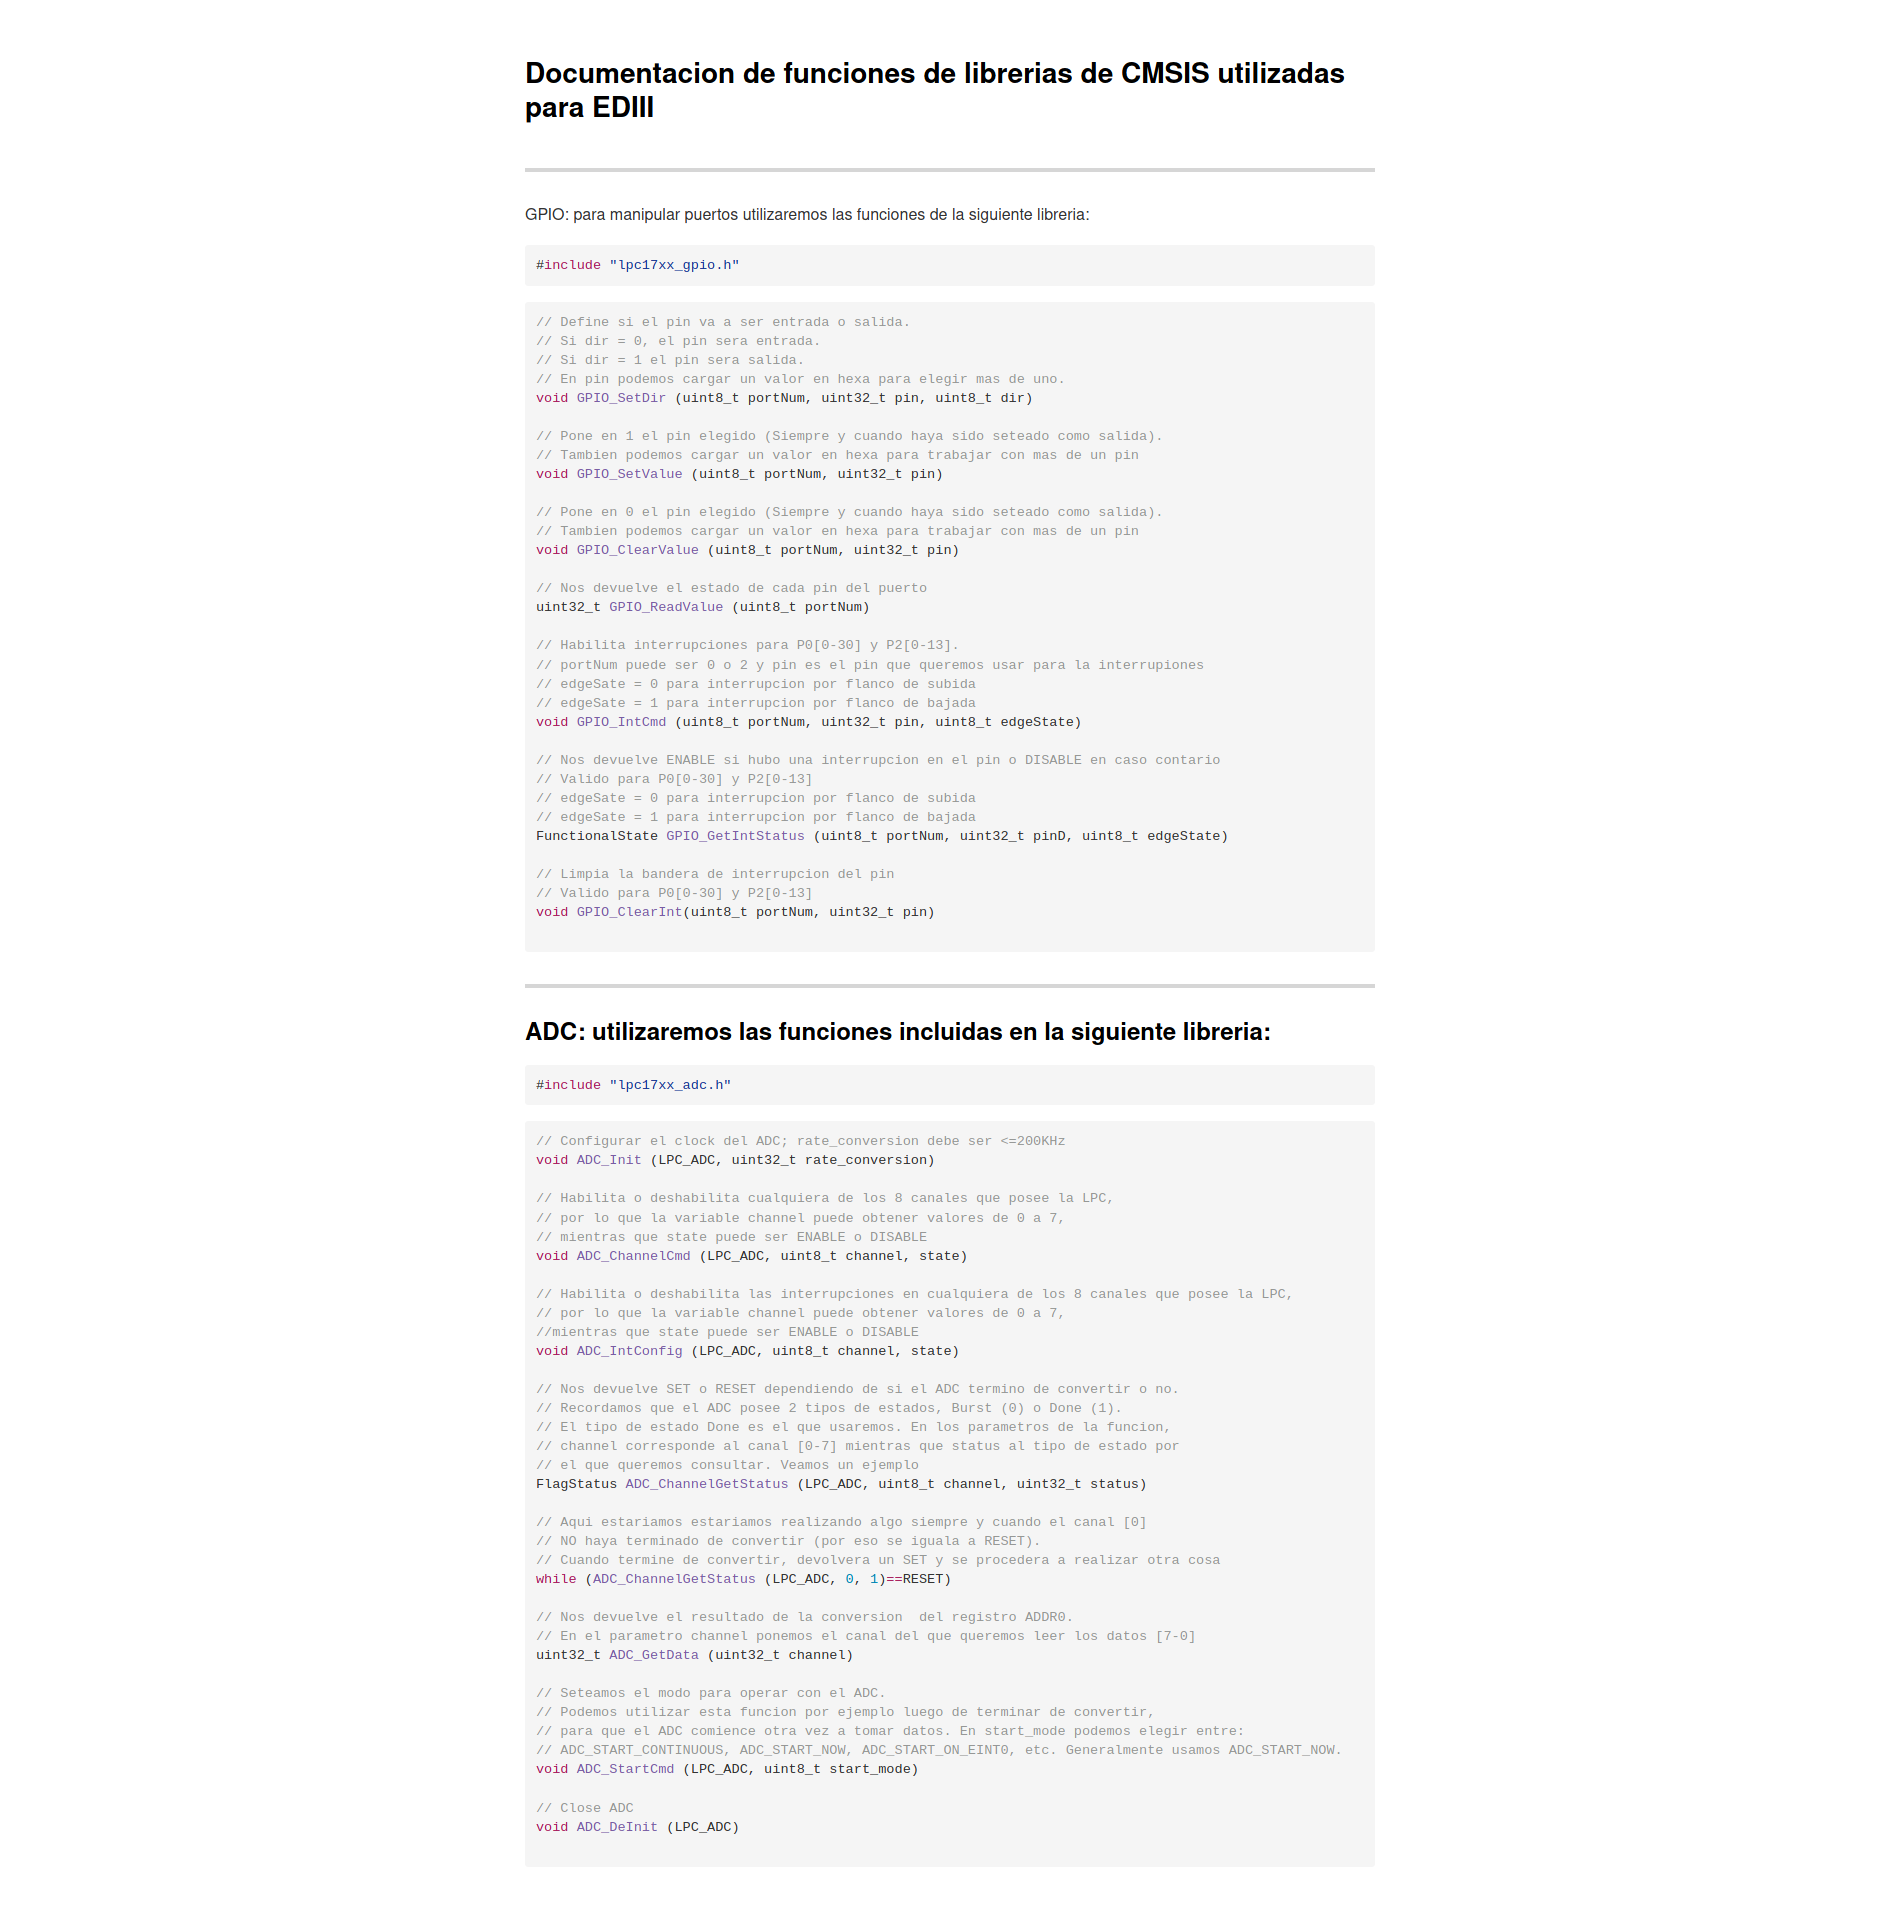 Documentacion de funciones de librerias de CMSIS utilizadas
para EDIII
GPIO: para manipular puertos utilizaremos las funciones de la siguiente libreria:
#include "lpc17xx_gpio.h"
// Define si el pin va a ser entrada o salida.
// Si dir = 0, el pin sera entrada.
// Si dir = 1 el pin sera salida.
// En pin podemos cargar un valor en hexa para elegir mas de uno.
void GPIO_SetDir (uint8_t portNum, uint32_t pin, uint8_t dir)
// Pone en 1 el pin elegido (Siempre y cuando haya sido seteado como salida).
// Tambien podemos cargar un valor en hexa para trabajar con mas de un pin
void GPIO_SetValue (uint8_t portNum, uint32_t pin)
// Pone en 0 el pin elegido (Siempre y cuando haya sido seteado como salida).
// Tambien podemos cargar un valor en hexa para trabajar con mas de un pin
void GPIO_ClearValue (uint8_t portNum, uint32_t pin)
// Nos devuelve el estado de cada pin del puerto
uint32_t GPIO_ReadValue (uint8_t portNum)
// Habilita interrupciones para P0[0-30] y P2[0-13].
// portNum puede ser 0 o 2 y pin es el pin que queremos usar para la interrupiones
// edgeSate = 0 para interrupcion por flanco de subida
// edgeSate = 1 para interrupcion por flanco de bajada
void GPIO_IntCmd (uint8_t portNum, uint32_t pin, uint8_t edgeState)
// Nos devuelve ENABLE si hubo una interrupcion en el pin o DISABLE en caso contario
// Valido para P0[0-30] y P2[0-13]
// edgeSate = 0 para interrupcion por flanco de subida
// edgeSate = 1 para interrupcion por flanco de bajada
FunctionalState GPIO_GetIntStatus (uint8_t portNum, uint32_t pinD, uint8_t edgeState)
// Limpia la bandera de interrupcion del pin
// Valido para P0[0-30] y P2[0-13]
void GPIO_ClearInt(uint8_t portNum, uint32_t pin)
ADC: utilizaremos las funciones incluidas en la siguiente libreria:
#include "lpc17xx_adc.h"
// Configurar el clock del ADC; rate_conversion debe ser <=200KHz
void ADC_Init (LPC_ADC, uint32_t rate_conversion)
// Habilita o deshabilita cualquiera de los 8 canales que posee la LPC,
// por lo que la variable channel puede obtener valores de 0 a 7,
// mientras que state puede ser ENABLE o DISABLE
void ADC_ChannelCmd (LPC_ADC, uint8_t channel, state)
// Habilita o deshabilita las interrupciones en cualquiera de los 8 canales que posee la LPC,
// por lo que la variable channel puede obtener valores de 0 a 7,
//mientras que state puede ser ENABLE o DISABLE
void ADC_IntConfig (LPC_ADC, uint8_t channel, state)
// Nos devuelve SET o RESET dependiendo de si el ADC termino de convertir o no.
// Recordamos que el ADC posee 2 tipos de estados, Burst (0) o Done (1).
// El tipo de estado Done es el que usaremos. En los parametros de la funcion,
// channel corresponde al canal [0-7] mientras que status al tipo de estado por
// el que queremos consultar. Veamos un ejemplo
FlagStatus ADC_ChannelGetStatus (LPC_ADC, uint8_t channel, uint32_t status)
// Aqui estariamos estariamos realizando algo siempre y cuando el canal [0]
// NO haya terminado de convertir (por eso se iguala a RESET).
// Cuando termine de convertir, devolvera un SET y se procedera a realizar otra cosa
while (ADC_ChannelGetStatus (LPC_ADC, 0, 1)==RESET)
// Nos devuelve el resultado de la conversion  del registro ADDR0.
// En el parametro channel ponemos el canal del que queremos leer los datos [7-0]
uint32_t ADC_GetData (uint32_t channel)
// Seteamos el modo para operar con el ADC.
// Podemos utilizar esta funcion por ejemplo luego de terminar de convertir,
// para que el ADC comience otra vez a tomar datos. En start_mode podemos elegir entre:
// ADC_START_CONTINUOUS, ADC_START_NOW, ADC_START_ON_EINT0, etc. Generalmente usamos ADC_START_NOW.
void ADC_StartCmd (LPC_ADC, uint8_t start_mode)
// Close ADC
void ADC_DeInit (LPC_ADC)